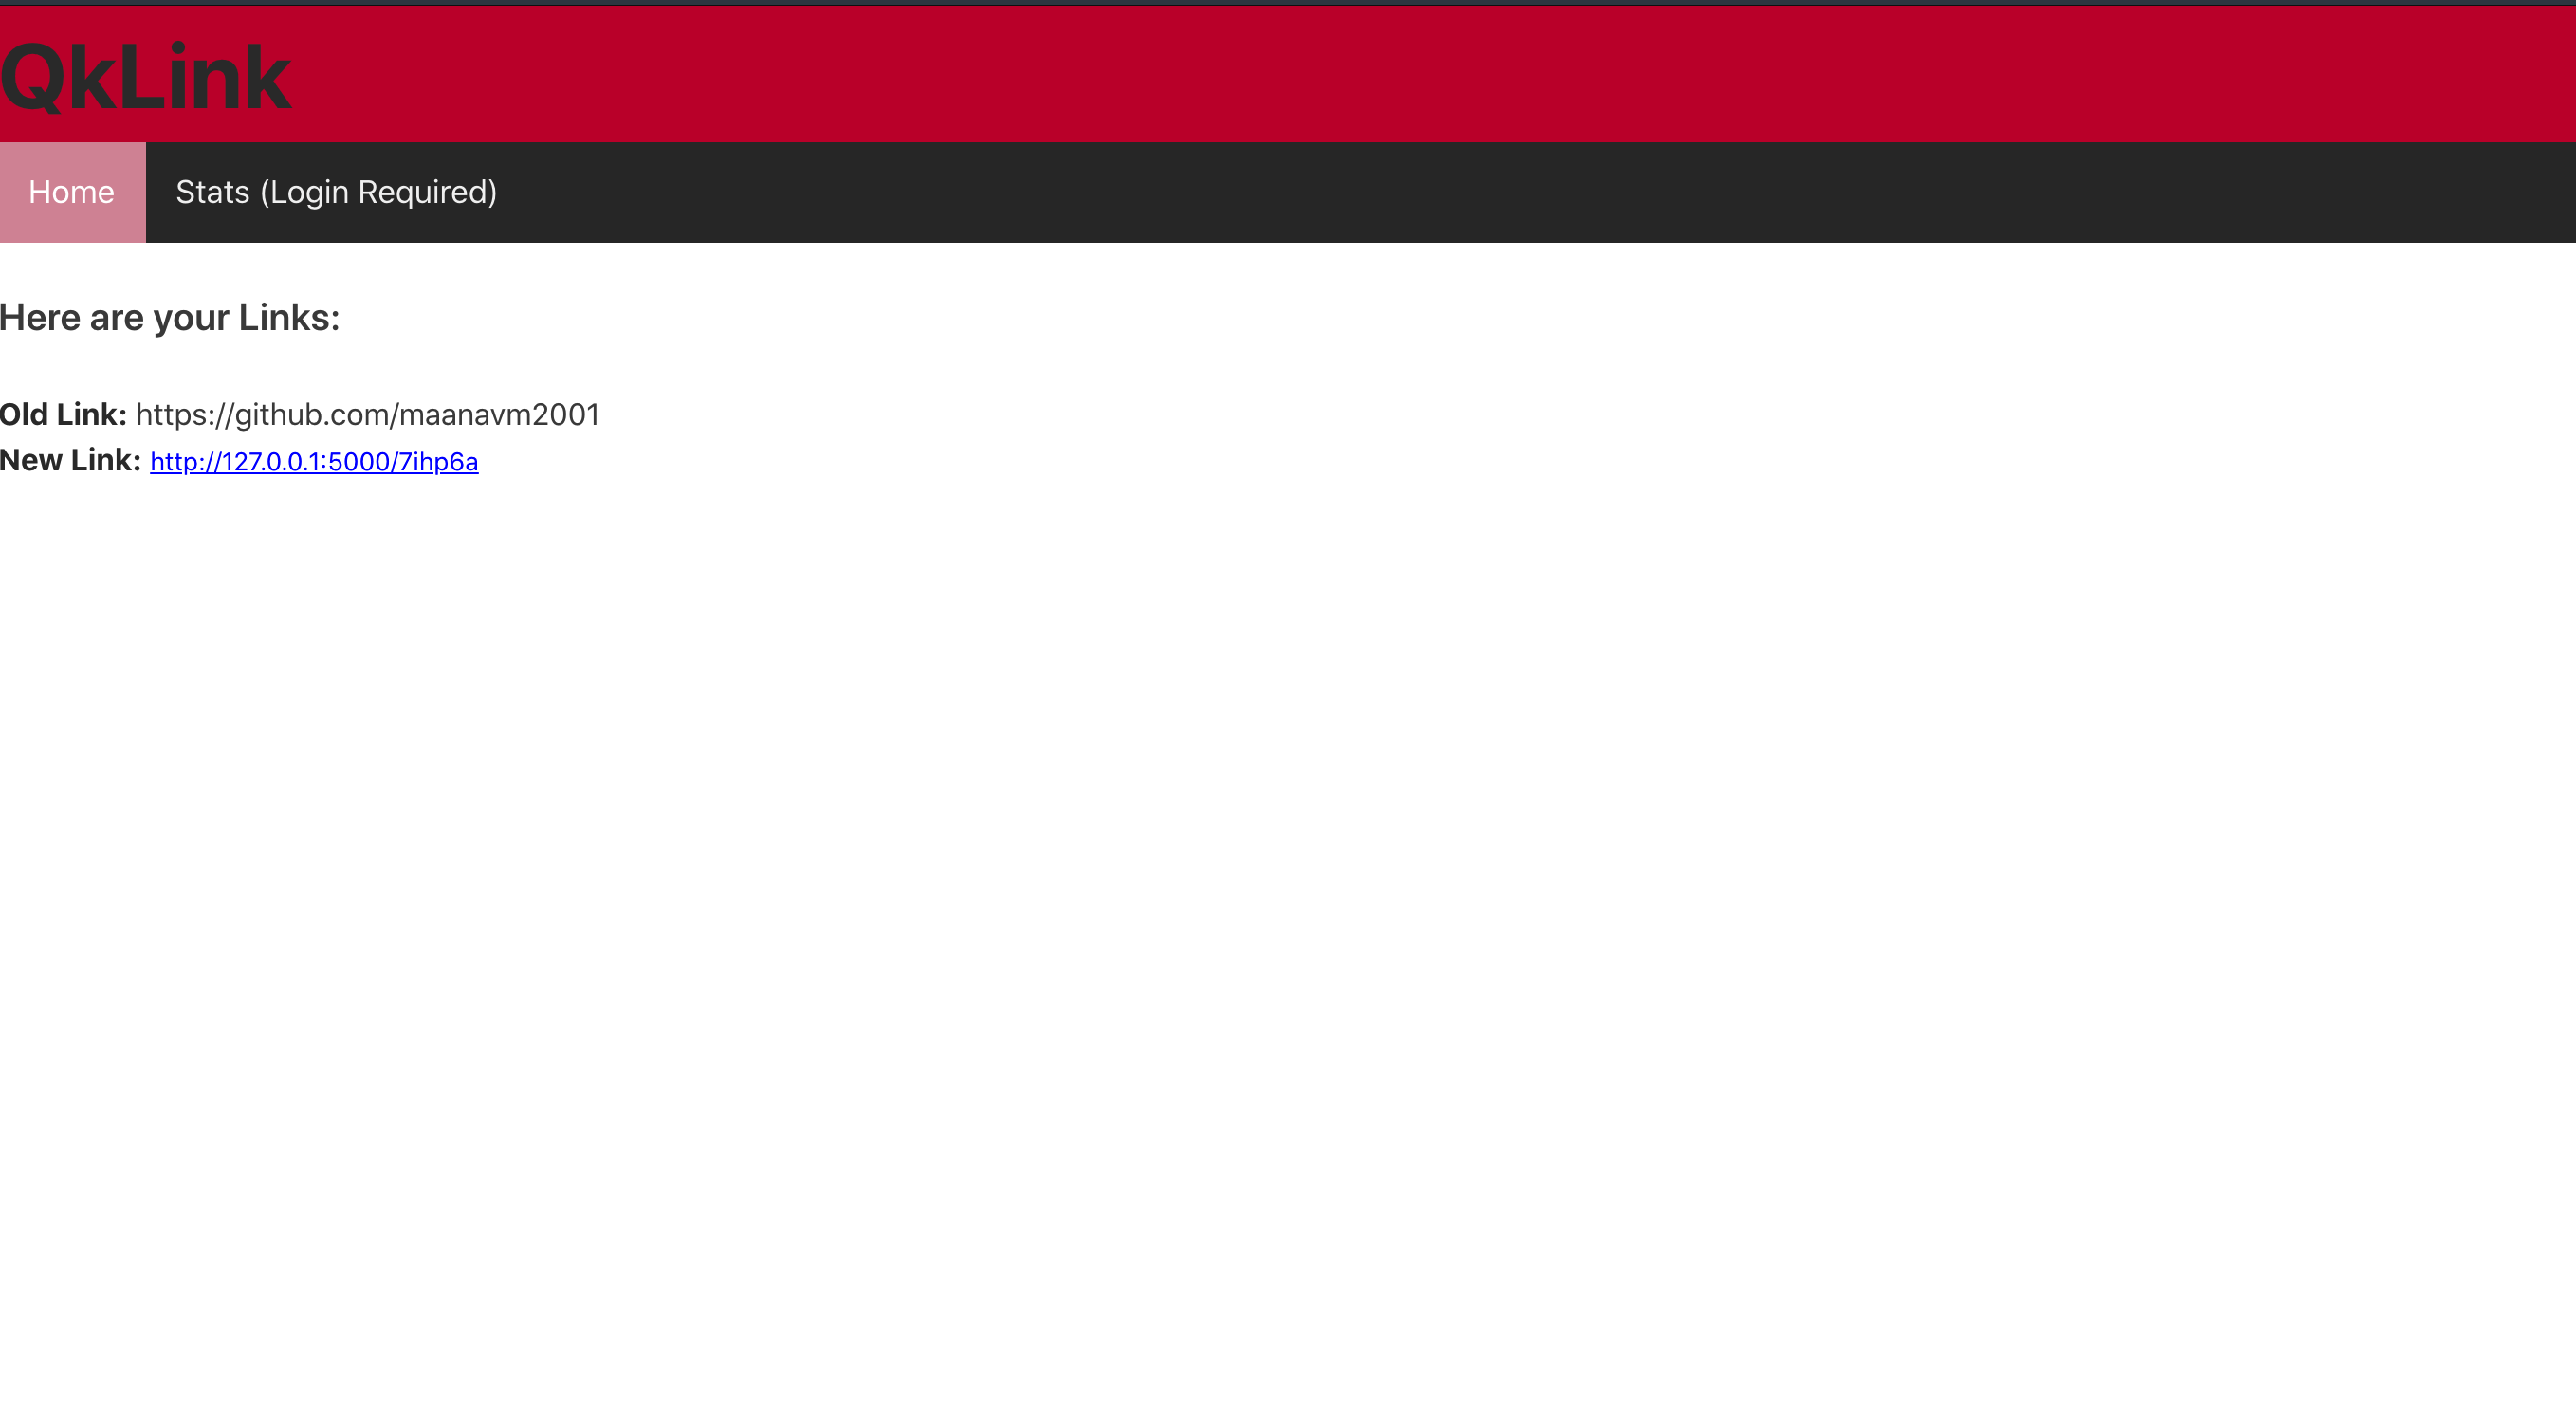 QkLink
Home Stats (Login Required)
Here are your Links:
Old Link: https://github.com/maanavm2001
New Link: http://127.0.0.1:5000/7ihp6a